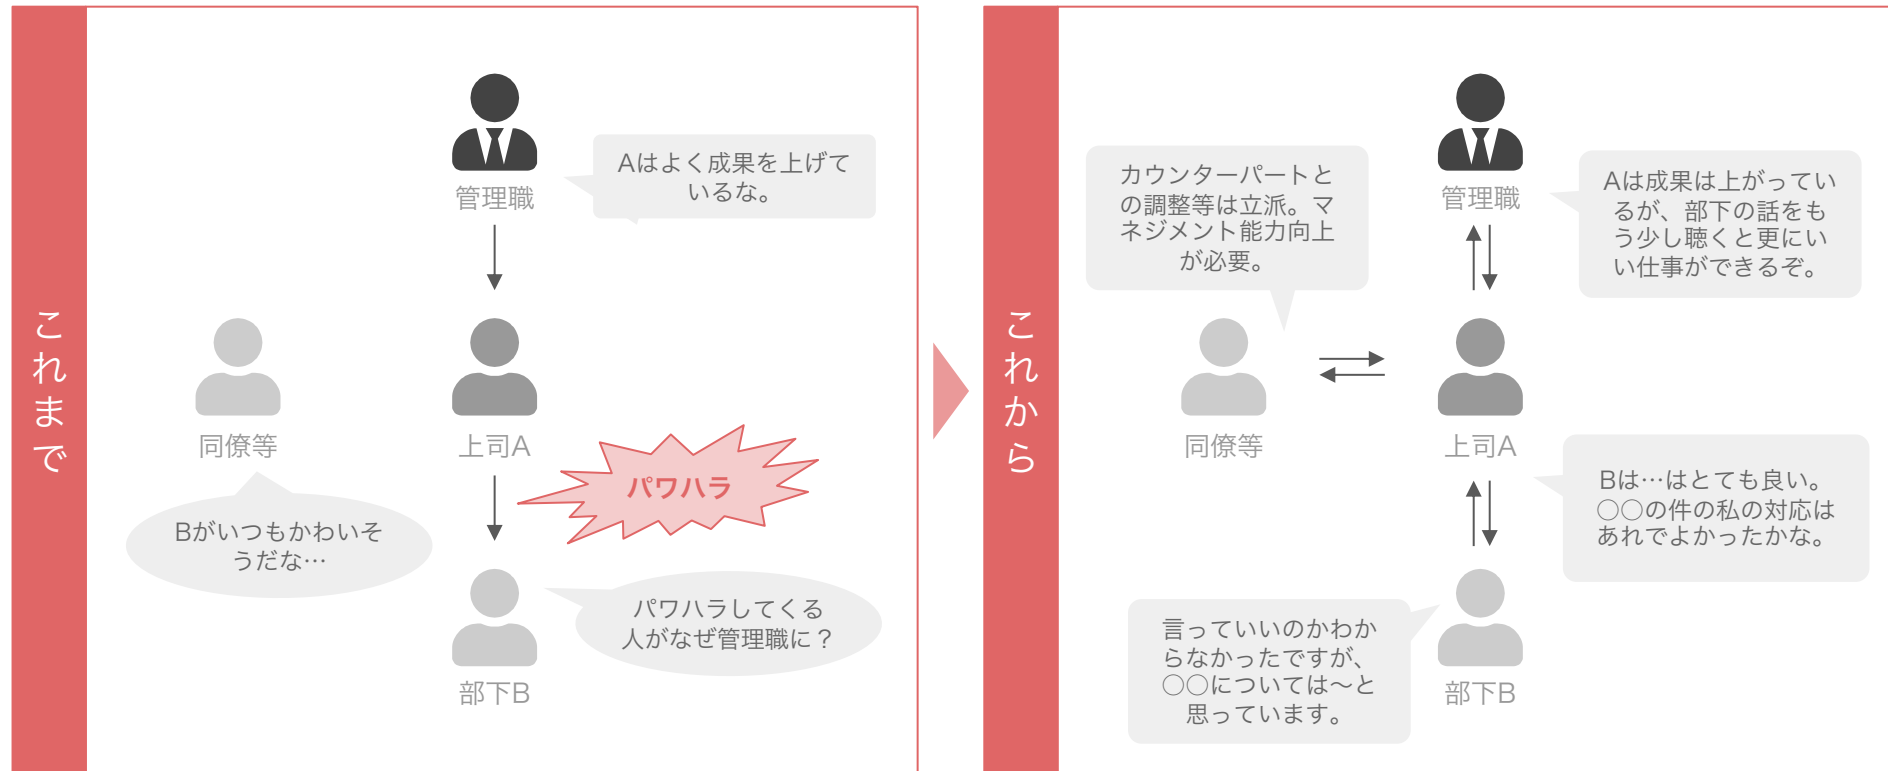 これまで
管理職
Aはよく成果を上げて
いるな。
同僚等
上司A
パワハラ
Bがいつもかわいそ
うだな…
パワハラしてくる
人がなぜ管理職に？
部下B
これから
管理職
カウンターパートと
の調整等は立派。マ
ネジメント能力向上
が必要。
Aは成果は上がってい
るが、部下の話をも
う少し聴くと更にい
い仕事ができるぞ。
同僚等
上司A
Bは…はとても良い。
○○の件の私の対応は
あれでよかったかな。
言っていいのかわか
らなかったですが、
○○については〜と
思っています。
部下B